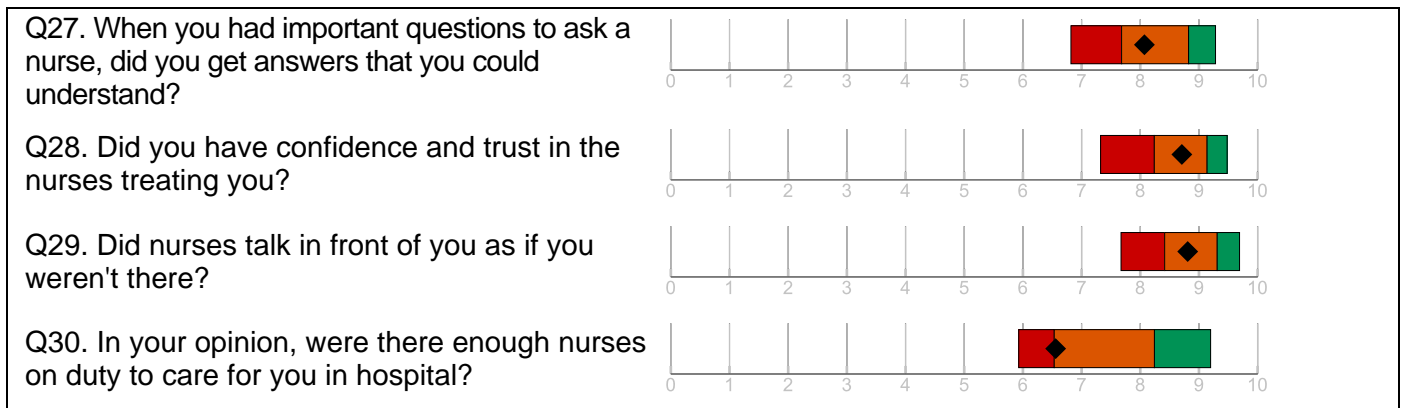 Q27. When you had important questions to ask a
nurse, did you get answers that you could
understand?
0 1 2 3 4 5 6 7 8 9 10
Q28. Did you have confidence and trust in the
nurses treating you?
0 1 2 3 4 5 6 7 8 9 10
Q29. Did nurses talk in front of you as if you
weren't there?
0 1 2 3 4 5 6 7 8 9 10
Q30. In your opinion, were there enough nurses
on duty to care for you in hospital?
0 1 2 3 4 5 6 7 8 9 10